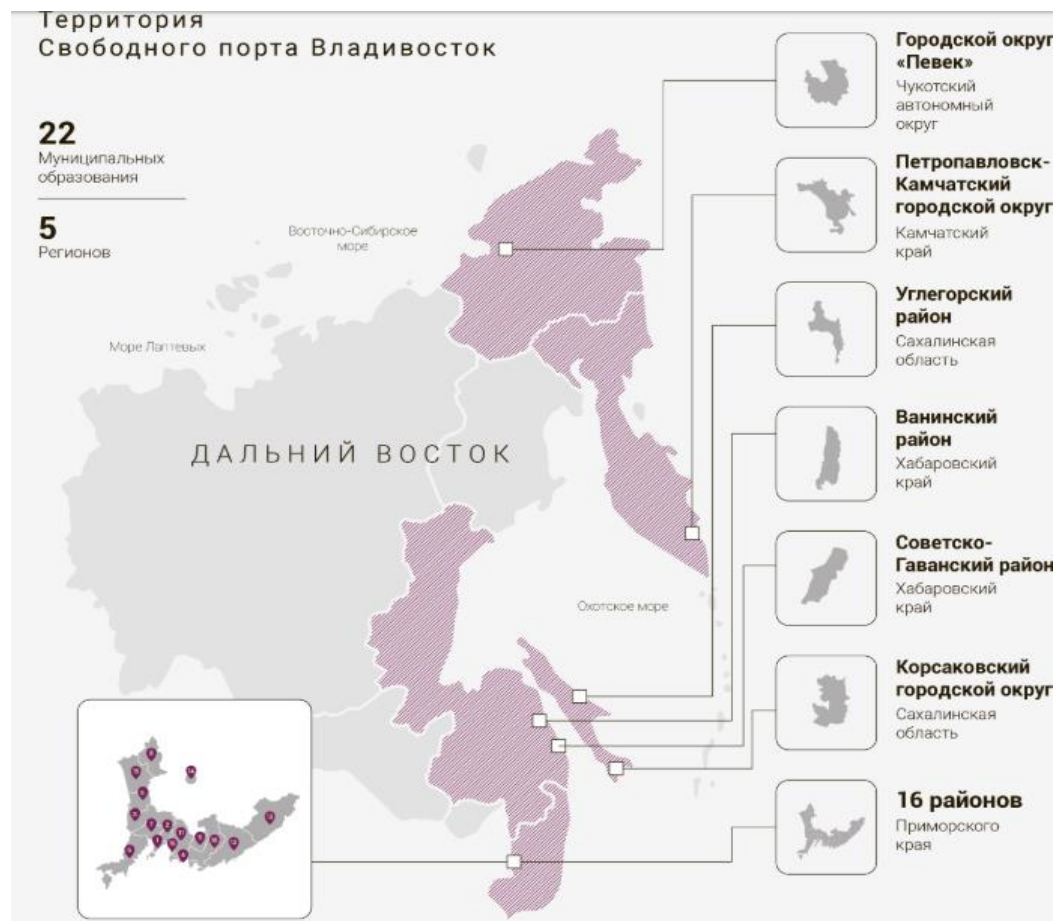 Территория
Свободного порта Владивосток
22
Муниципальных
образования
5
Регионов
Восточно-Сибирское
море
Море Лаптевых
ДАЛЬНИЙ ВОСТОК
Охотское море
Городской округ
«Певек»
Чукотский
автономный
округ
Петропавловск-
Камчатский
городской округ
Камчатский
край
Углегорский
район
Сахалинская
область
Ванинский
район
Хабаровский
край
Советско-
Гаванский район
Хабаровский
край
Корсаковский
городской округ
Сахалинская
область
16 районов
Приморского
края